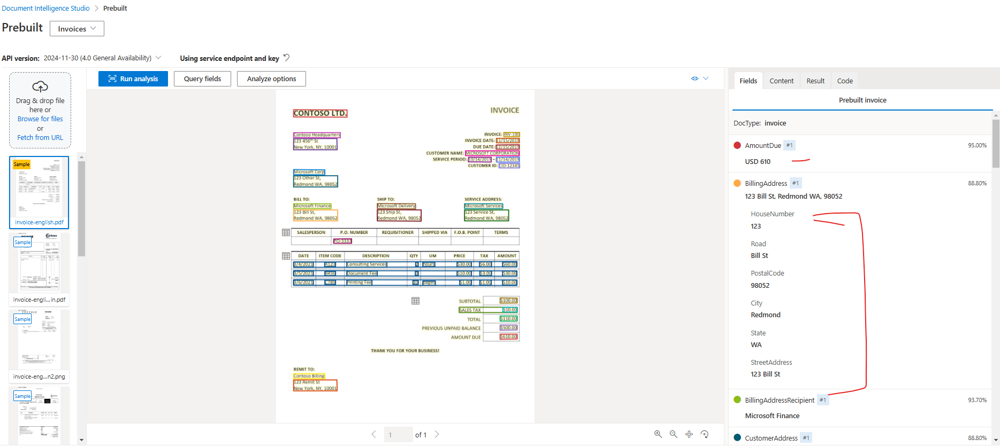 Document Intelligence Studio > Prebuilt
Prebuilt
Invoices
API version: 2024-11-30 (4.0 General Availability)
Using service endpoint and key
Drag & drop file
here or
Browse for files
or
Fetch from URL
Sample
invoice-english.pdf
Sample
invoice-engli...in.pdf
Sample
invoice-eng...n2.png
Sample
Run analysis
Query fields
Analyze options
CONTOSO LTD.
INVOICE
Contoso Headquarters
123 456th St
New York, NY, 10001
INVOICE: INV-100
INVOICE DATE: 11/15/2019
DUE DATE: 12/15/2019
CUSTOMER NAME: MICROSOFT CORPORATION
SERVICE PERIOD: 10/14/2019 – 11/14/2019
CUSTOMER ID: CID-12345
Microsoft Corp
123 Other St,
Redmond WA, 98052
BILL TO:
Microsoft Finance
123 Bill St,
Redmond WA, 98052
SHIP TO:
Microsoft Delivery
123 Ship St,
Redmond WA, 98052
SERVICE ADDRESS:
Microsoft Services
123 Service St,
Redmond WA, 98052
SALESPERSON P.O. NUMBER REQUISITIONER SHIPPED VIA F.O.B. POINT TERMS
PO-3333
DATE ITEM CODE DESCRIPTION QTY UM PRICE TAX AMOUNT
3/4/2021 A123 Consulting Services hours $30.00 $6.00 $60.00
3/5/2021 B456 Document Fee $10.00 $3.00 $30.00
3/6/2021 C789 Printing Fee 10 pages $1.00 $1.00 $10.00
SUBTOTAL $100.00
SALES TAX $10.00
TOTAL $110.00
PREVIOUS UNPAID BALANCE $500.00
AMOUNT DUE $610.00
THANK YOU FOR YOUR BUSINESS!
REMIT TO:
Contoso Billing
123 Remit St
New York, NY, 10001
1 of 1
Fields Content Result Code
Prebuilt invoice
DocType: invoice
AmountDue #1 95.00%
USD 610
BillingAddress #1 88.80%
123 Bill St, Redmond WA, 98052
HouseNumber
123
Road
Bill St
PostalCode
98052
City
Redmond
State
WA
StreetAddress
123 Bill St
BillingAddressRecipient #1 93.70%
Microsoft Finance
CustomerAddress #1 88.80%